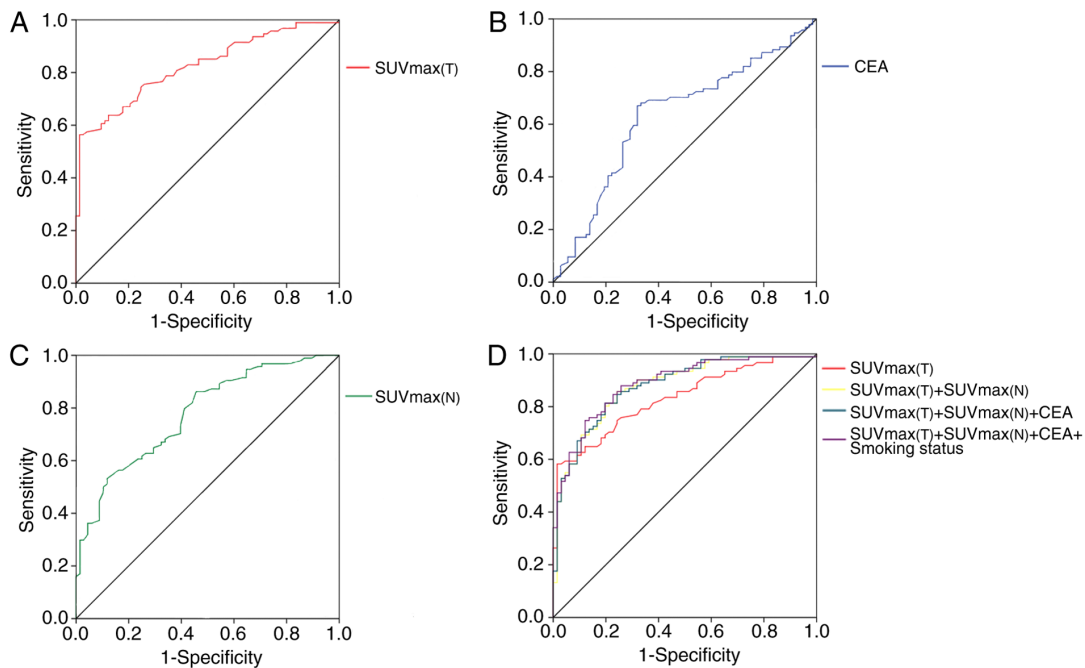 A
1.0
0.8
0.6
0.4
0.2
0.0
Sensitivity
0.0 0.2 0.4 0.6 0.8 1.0
1-Specificity
SUVmax(T)
B
1.0
0.8
0.6
0.4
0.2
0.0
Sensitivity
0.0 0.2 0.4 0.6 0.8 1.0
1-Specificity
CEA
C
1.0
0.8
0.6
0.4
0.2
0.0
Sensitivity
0.0 0.2 0.4 0.6 0.8 1.0
1-Specificity
SUVmax(N)
D
1.0
0.8
0.6
0.4
0.2
0.0
Sensitivity
0.0 0.2 0.4 0.6 0.8 1.0
1-Specificity
SUVmax(T)
SUVmax(T)+SUVmax(N)
SUVmax(T)+SUVmax(N)+CEA
SUVmax(T)+SUVmax(N)+CEA+
Smoking status